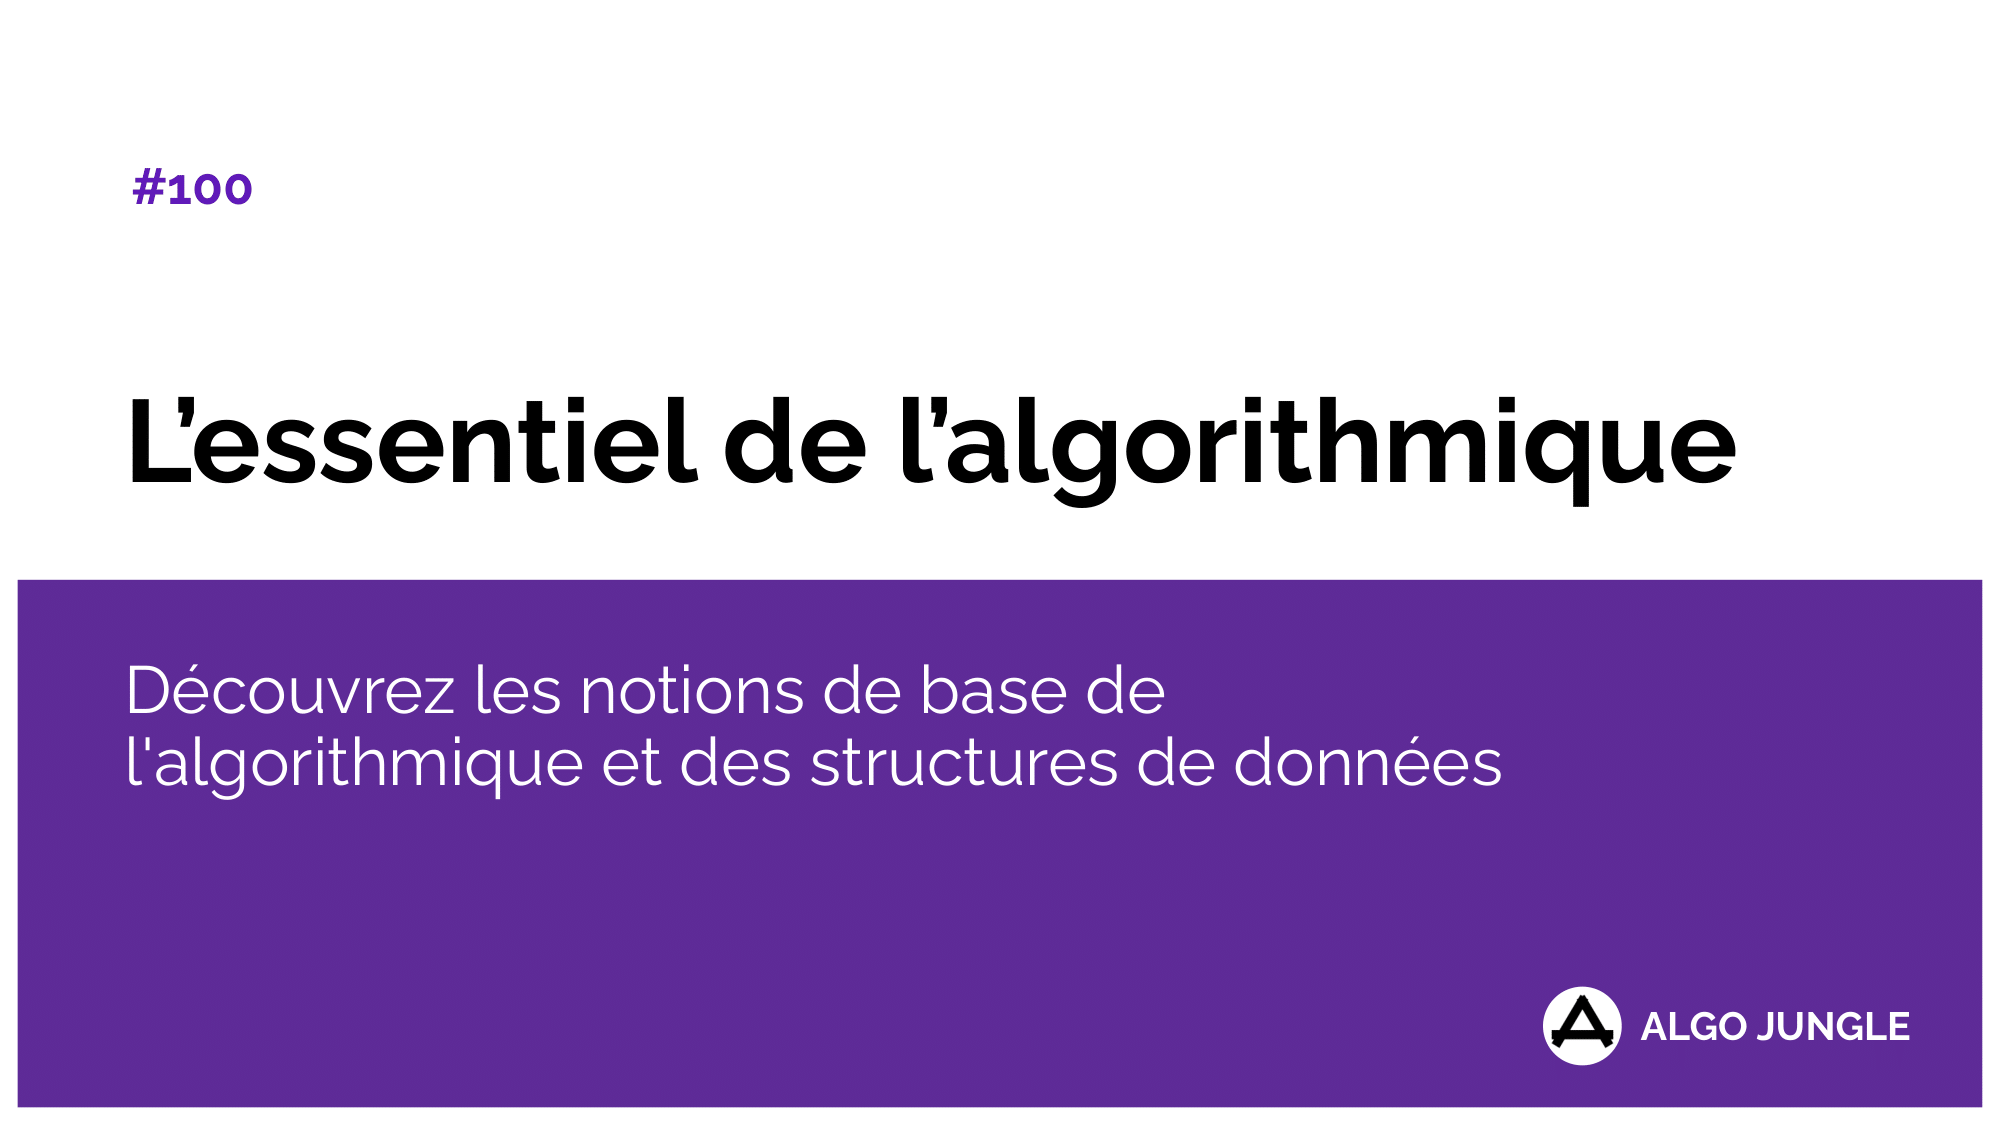 #100
L’essentiel de l’algorithmique
Découvrez les notions de base de
l'algorithmique et des structures de données
ALGO JUNGLE